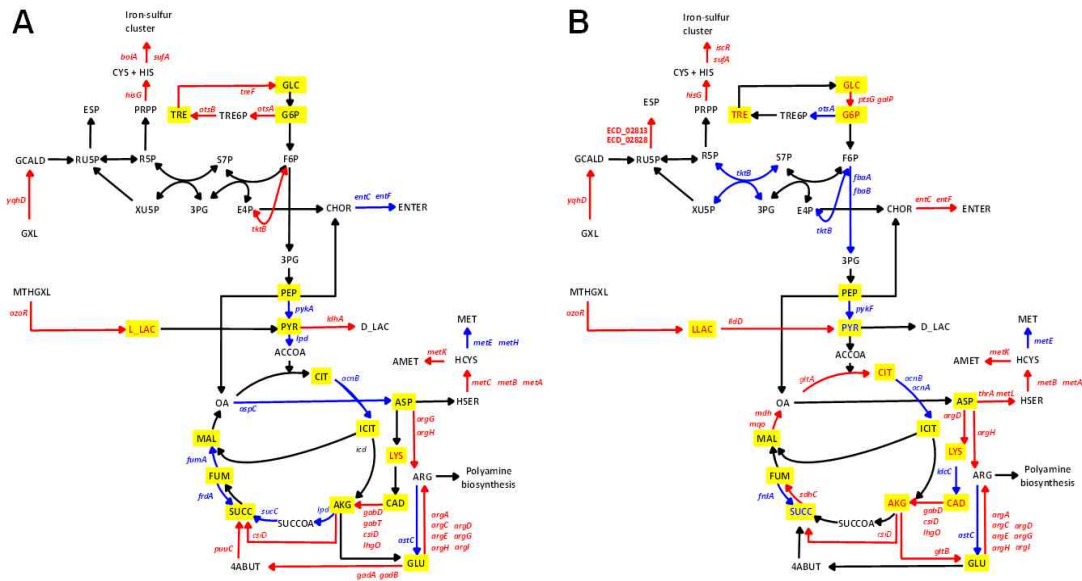 A
Iron-sulfur
cluster
bolA sufA
CYS + HIS
hisG
ESP
PRPP
treF
GLC
TRE
otsB
TRE6P
otsA
G6P
GCALD
RU5P
R5P
S7P
F6P
yqhD
XU5P
3PG
E4P
CHOR
entC entF
ENTER
GXL
tktB
3PG
MTHGXL
PEP
ozoR
pykA
L_LAC
PYR
ldhA
D_LAC
lpd
ACCOA
MET
metE metH
AMET
metK
HCYS
CIT
acnB
metC metB metA
OA
aspC
ASP
HSER
MAL
ICIT
argG
argH
fumA
icd
LYS
FUM
ARG
Polyamine
biosynthesis
frdA
SUCC
sucC
SUCCOA
lpd
AKG
gabD
gabT
csiD
lhgO
CAD
argA
argC argD
argE argG
argH argI
csiD
puuC
astC
4ABUT
gadA gadB
GLU
B
Iron-sulfur
cluster
iscR
sufA
CYS + HIS
hisG
ESP
PRPP
GLC
ptsG galP
TRE
TRE6P
otsA
G6P
ECD_02813
ECD_02828
GCALD
RU5P
R5P
S7P
F6P
tktB
fbaA
fbaB
yqhD
XU5P
3PG
E4P
CHOR
entC entF
ENTER
GXL
tktB
3PG
MTHGXL
PEP
ozoR
pykF
LLAC
lldD
PYR
D_LAC
ACCOA
MET
metE
AMET
metK
HCYS
gltA
CIT
acnB
acnA
metB metA
OA
ASP
thrA metL
HSER
mdh
mqo
MAL
ICIT
argD
argH
LYS
FUM
ldcC
ARG
Polyamine
biosynthesis
frdA
sdhC
SUCC
SUCCOA
AKG
gabD
csiD
lhgO
CAD
argA
argC argD
argE argG
argH argI
csiD
gltB
astC
4ABUT
GLU